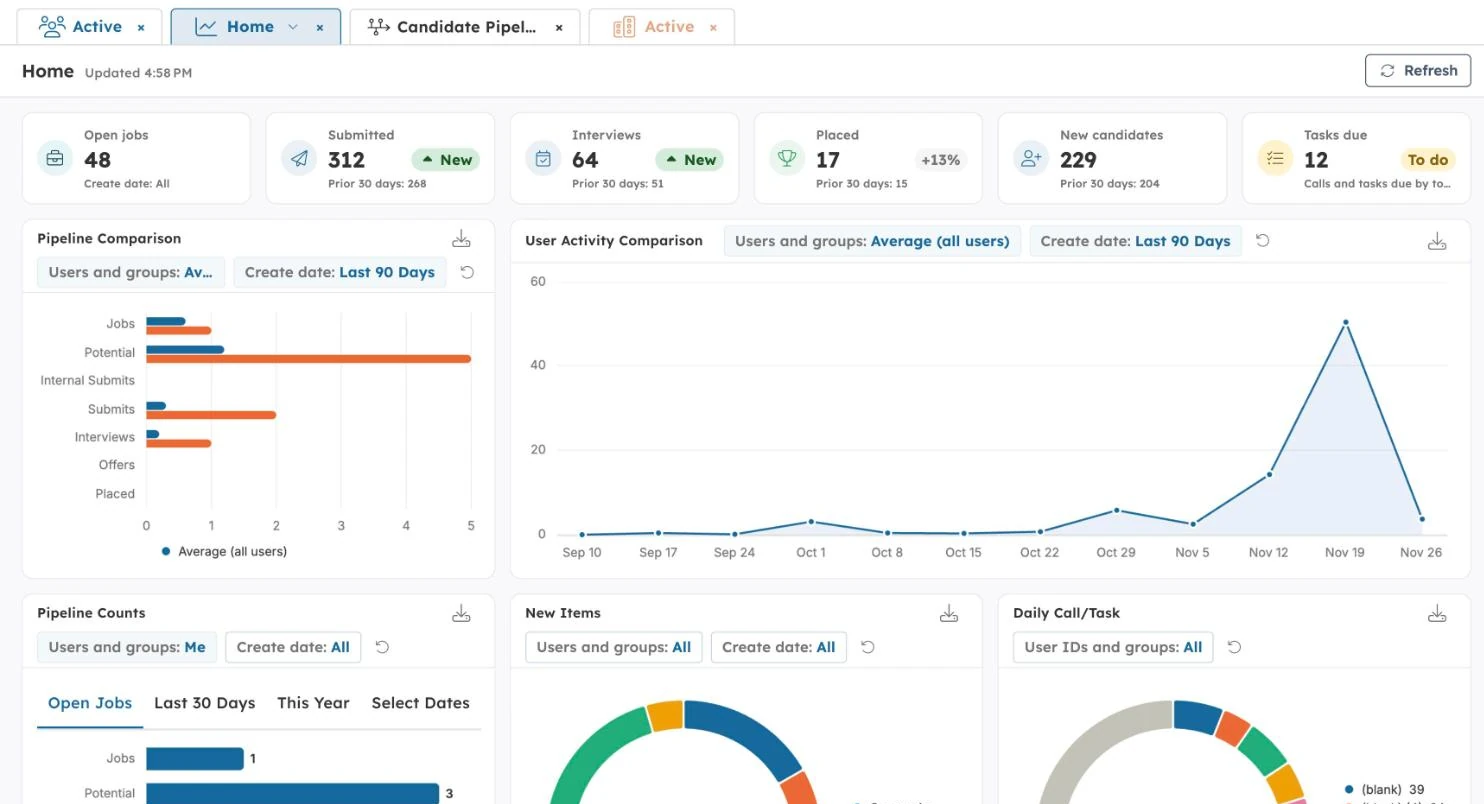 Active ×
Home ×
Candidate Pipel... ×
Active ×
Home Updated 4:58 PM
Refresh
Open jobs
48
Create date: All
Submitted
312 New
Prior 30 days: 268
Interviews
64 New
Prior 30 days: 51
Placed
17 +13%
Prior 30 days: 15
New candidates
229
Prior 30 days: 204
Tasks due
12 To do
Calls and tasks due by to...
Pipeline Comparison
Users and groups: Av... Create date: Last 90 Days
Jobs
Potential
Internal Submits
Submits
Interviews
Offers
Placed
0 1 2 3 4 5
Average (all users)
User Activity Comparison Users and groups: Average (all users) Create date: Last 90 Days
60
40
20
0
Sep 10 Sep 17 Sep 24 Oct 1 Oct 8 Oct 15 Oct 22 Oct 29 Nov 5 Nov 12 Nov 19 Nov 26
Pipeline Counts
Users and groups: Me Create date: All
Open Jobs Last 30 Days This Year Select Dates
Jobs 1
Potential 3
New Items
Users and groups: All Create date: All
Daily Call/Task
User IDs and groups: All
(blank) 39